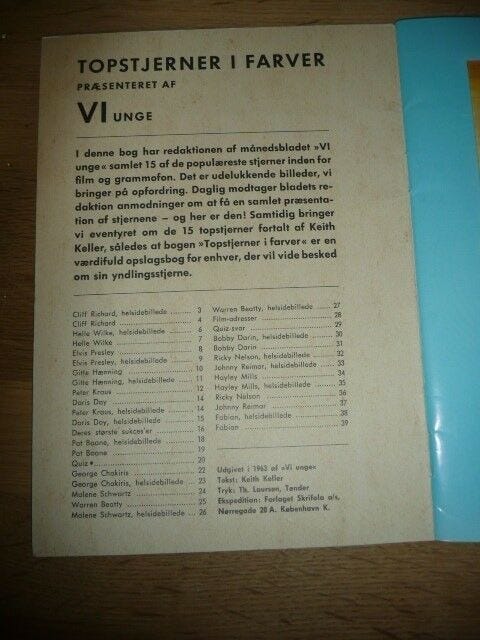 TOPSTJERNER I FARVER
PRÆSENTERET AF
VI UNGE
I denne bog har redaktionen af månedsbladet »VI
unge« samlet 15 af de populæreste stjerner inden for
film og grammofon. Det er udelukkende billeder, vi
bringer på opfordring. Daglig modtager bladets re-
daktion anmodninger om at få en samlet præsenta-
tion af stjernerne – og her er den! Samtidig bringer
vi eventyret om de 15 topstjerner fortalt af Keith
Keller, således at bogen »Topstjerner i farver« er en
værdifuld opslagsbog for enhver, der vil vide besked
om sin yndlingsstjerne.
Cliff Richard, helsidebillede ........ 3
Cliff Richard ........ 4
Helle Wilke, helsidebillede ........ 6
Helle Wilke ........ 7
Elvis Presley ........ 8
Elvis Presley, helsidebillede ........ 9
Gitte Hænning ........ 10
Gitte Hænning, helsidebillede ........ 11
Peter Kraus ........ 12
Doris Day ........ 14
Peter Kraus, helsidebillede ........ 14
Doris Day, helsidebillede ........ 15
Deres største sukces'er ........ 16
Pat Boone, helsidebillede ........ 18
Pat Boone ........ 19
Quiz ........ 20
George Chakiris ........ 22
George Chakiris, helsidebillede ........ 23
Malene Schwartz ........ 24
Warren Beatty ........ 25
Malene Schwartz, helsidebillede ... 26
Warren Beatty, helsidebillede ...... 27
Film-adresser ........ 28
Quiz-svar ........ 29
Bobby Darin, helsidebillede ........ 30
Bobby Darin ........ 31
Ricky Nelson, helsidebillede ........ 32
Johnny Reimar, helsidebillede ...... 33
Hayley Mills ........ 34
Hayley Mills, helsidebillede ........ 35
Ricky Nelson ........ 36
Johnny Reimar ........ 37
Fabian, helsidebillede ........ 38
Fabian ........ 39
Udgivet i 1963 af »Vi unge«
Tekst: Keith Keller
Tryk: Th. Laursen, Tønder
Ekspedition: Forlaget Skrifola a/s,
Nørregade 20 A. København K.